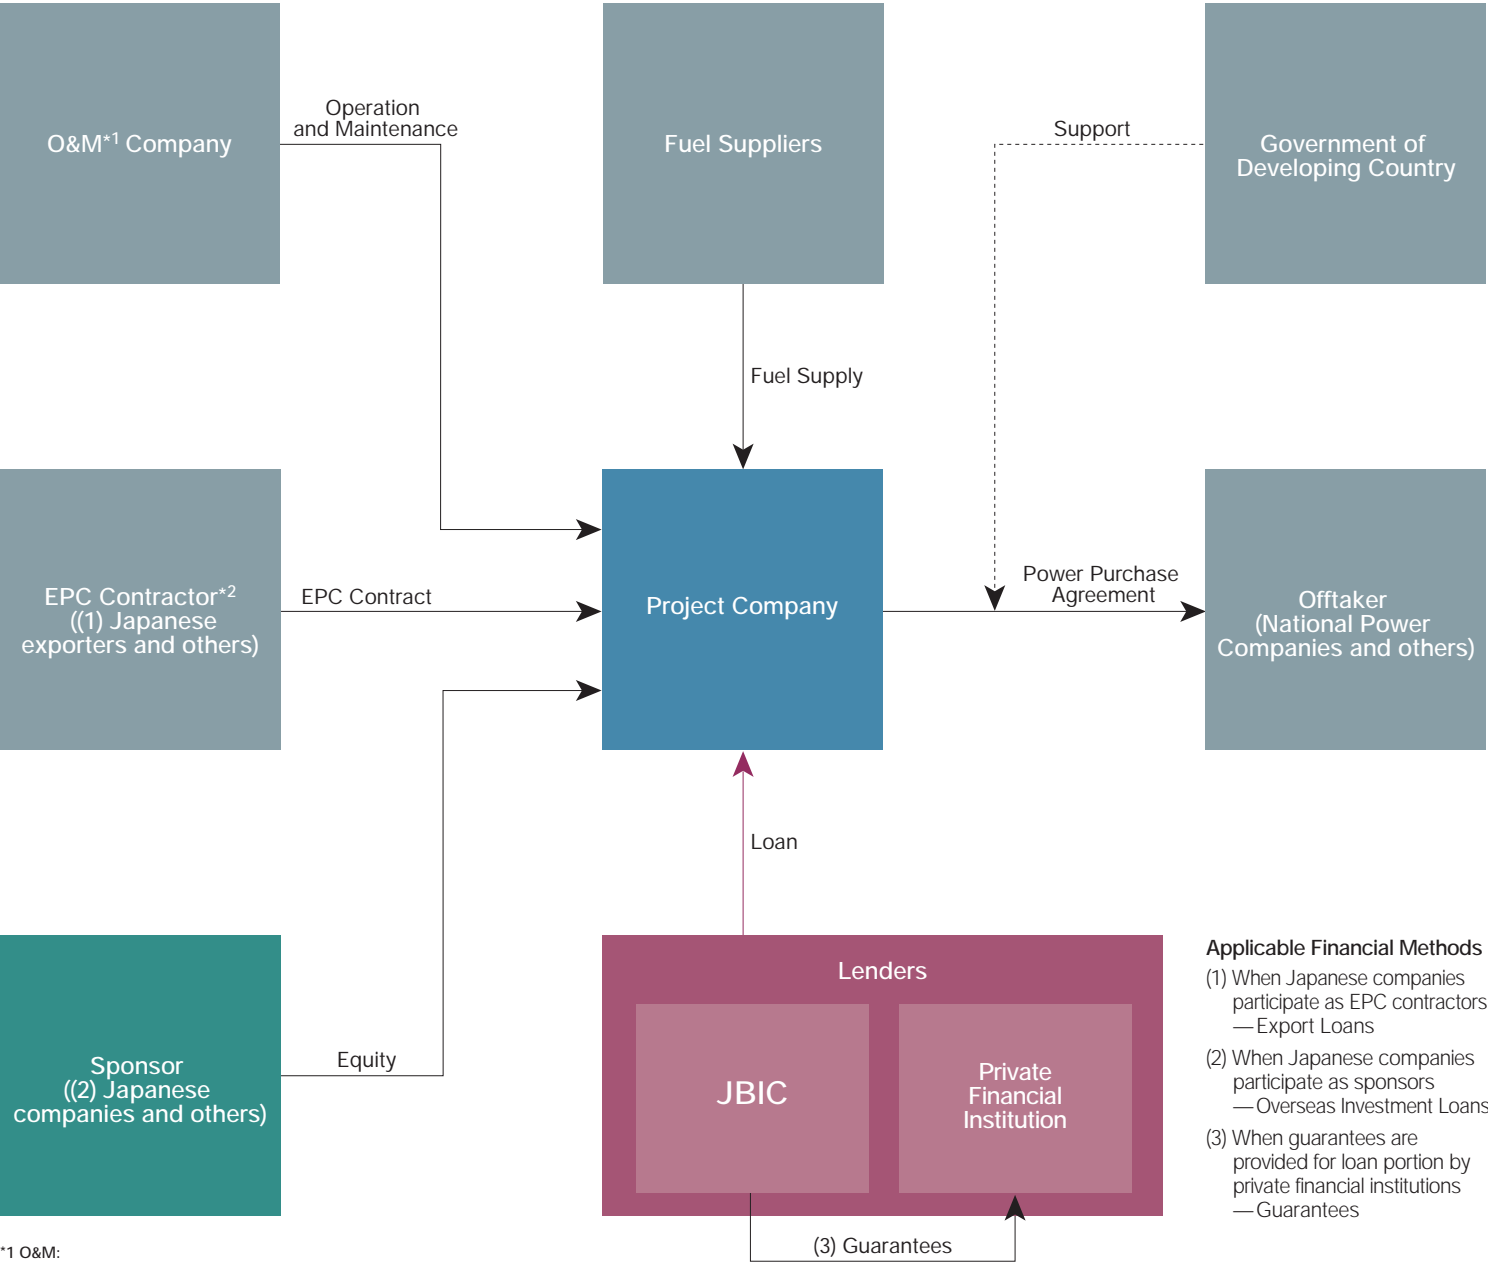 O&M*1 Company
Operation
and Maintenance
Fuel Suppliers
Support
Government of
Developing Country
Fuel Supply
EPC Contractor*2
((1) Japanese
exporters and others)
EPC Contract
Project Company
Power Purchase
Agreement
Offtaker
(National Power
Companies and others)
Loan
Sponsor
((2) Japanese
companies and others)
Equity
Lenders
JBIC
Private
Financial
Institution
(3) Guarantees
Applicable Financial Methods
(1) When Japanese companies
participate as EPC contractors
—Export Loans
(2) When Japanese companies
participate as sponsors
—Overseas Investment Loans
(3) When guarantees are
provided for loan portion by
private financial institutions
—Guarantees
*1 O&M: